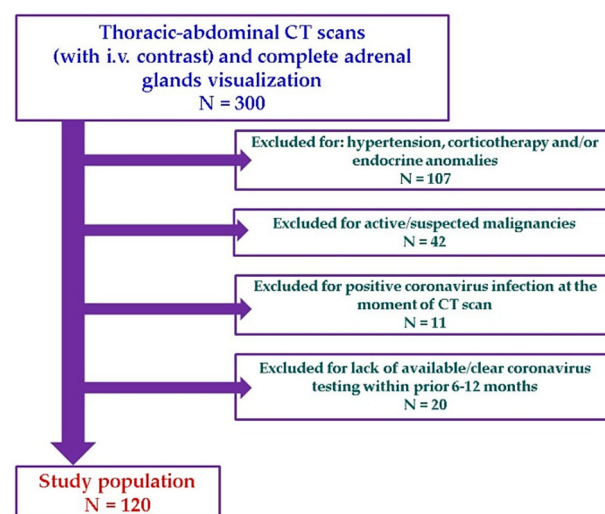 Thoracic-abdominal CT scans
(with i.v. contrast) and complete adrenal
glands visualization
N = 300
Excluded for: hypertension, corticotherapy and/or
endocrine anomalies
N = 107
Excluded for active/suspected malignancies
N = 42
Excluded for positive coronavirus infection at the
moment of CT scan
N = 11
Excluded for lack of available/clear coronavirus
testing within prior 6-12 months
N = 20
Study population
N = 120